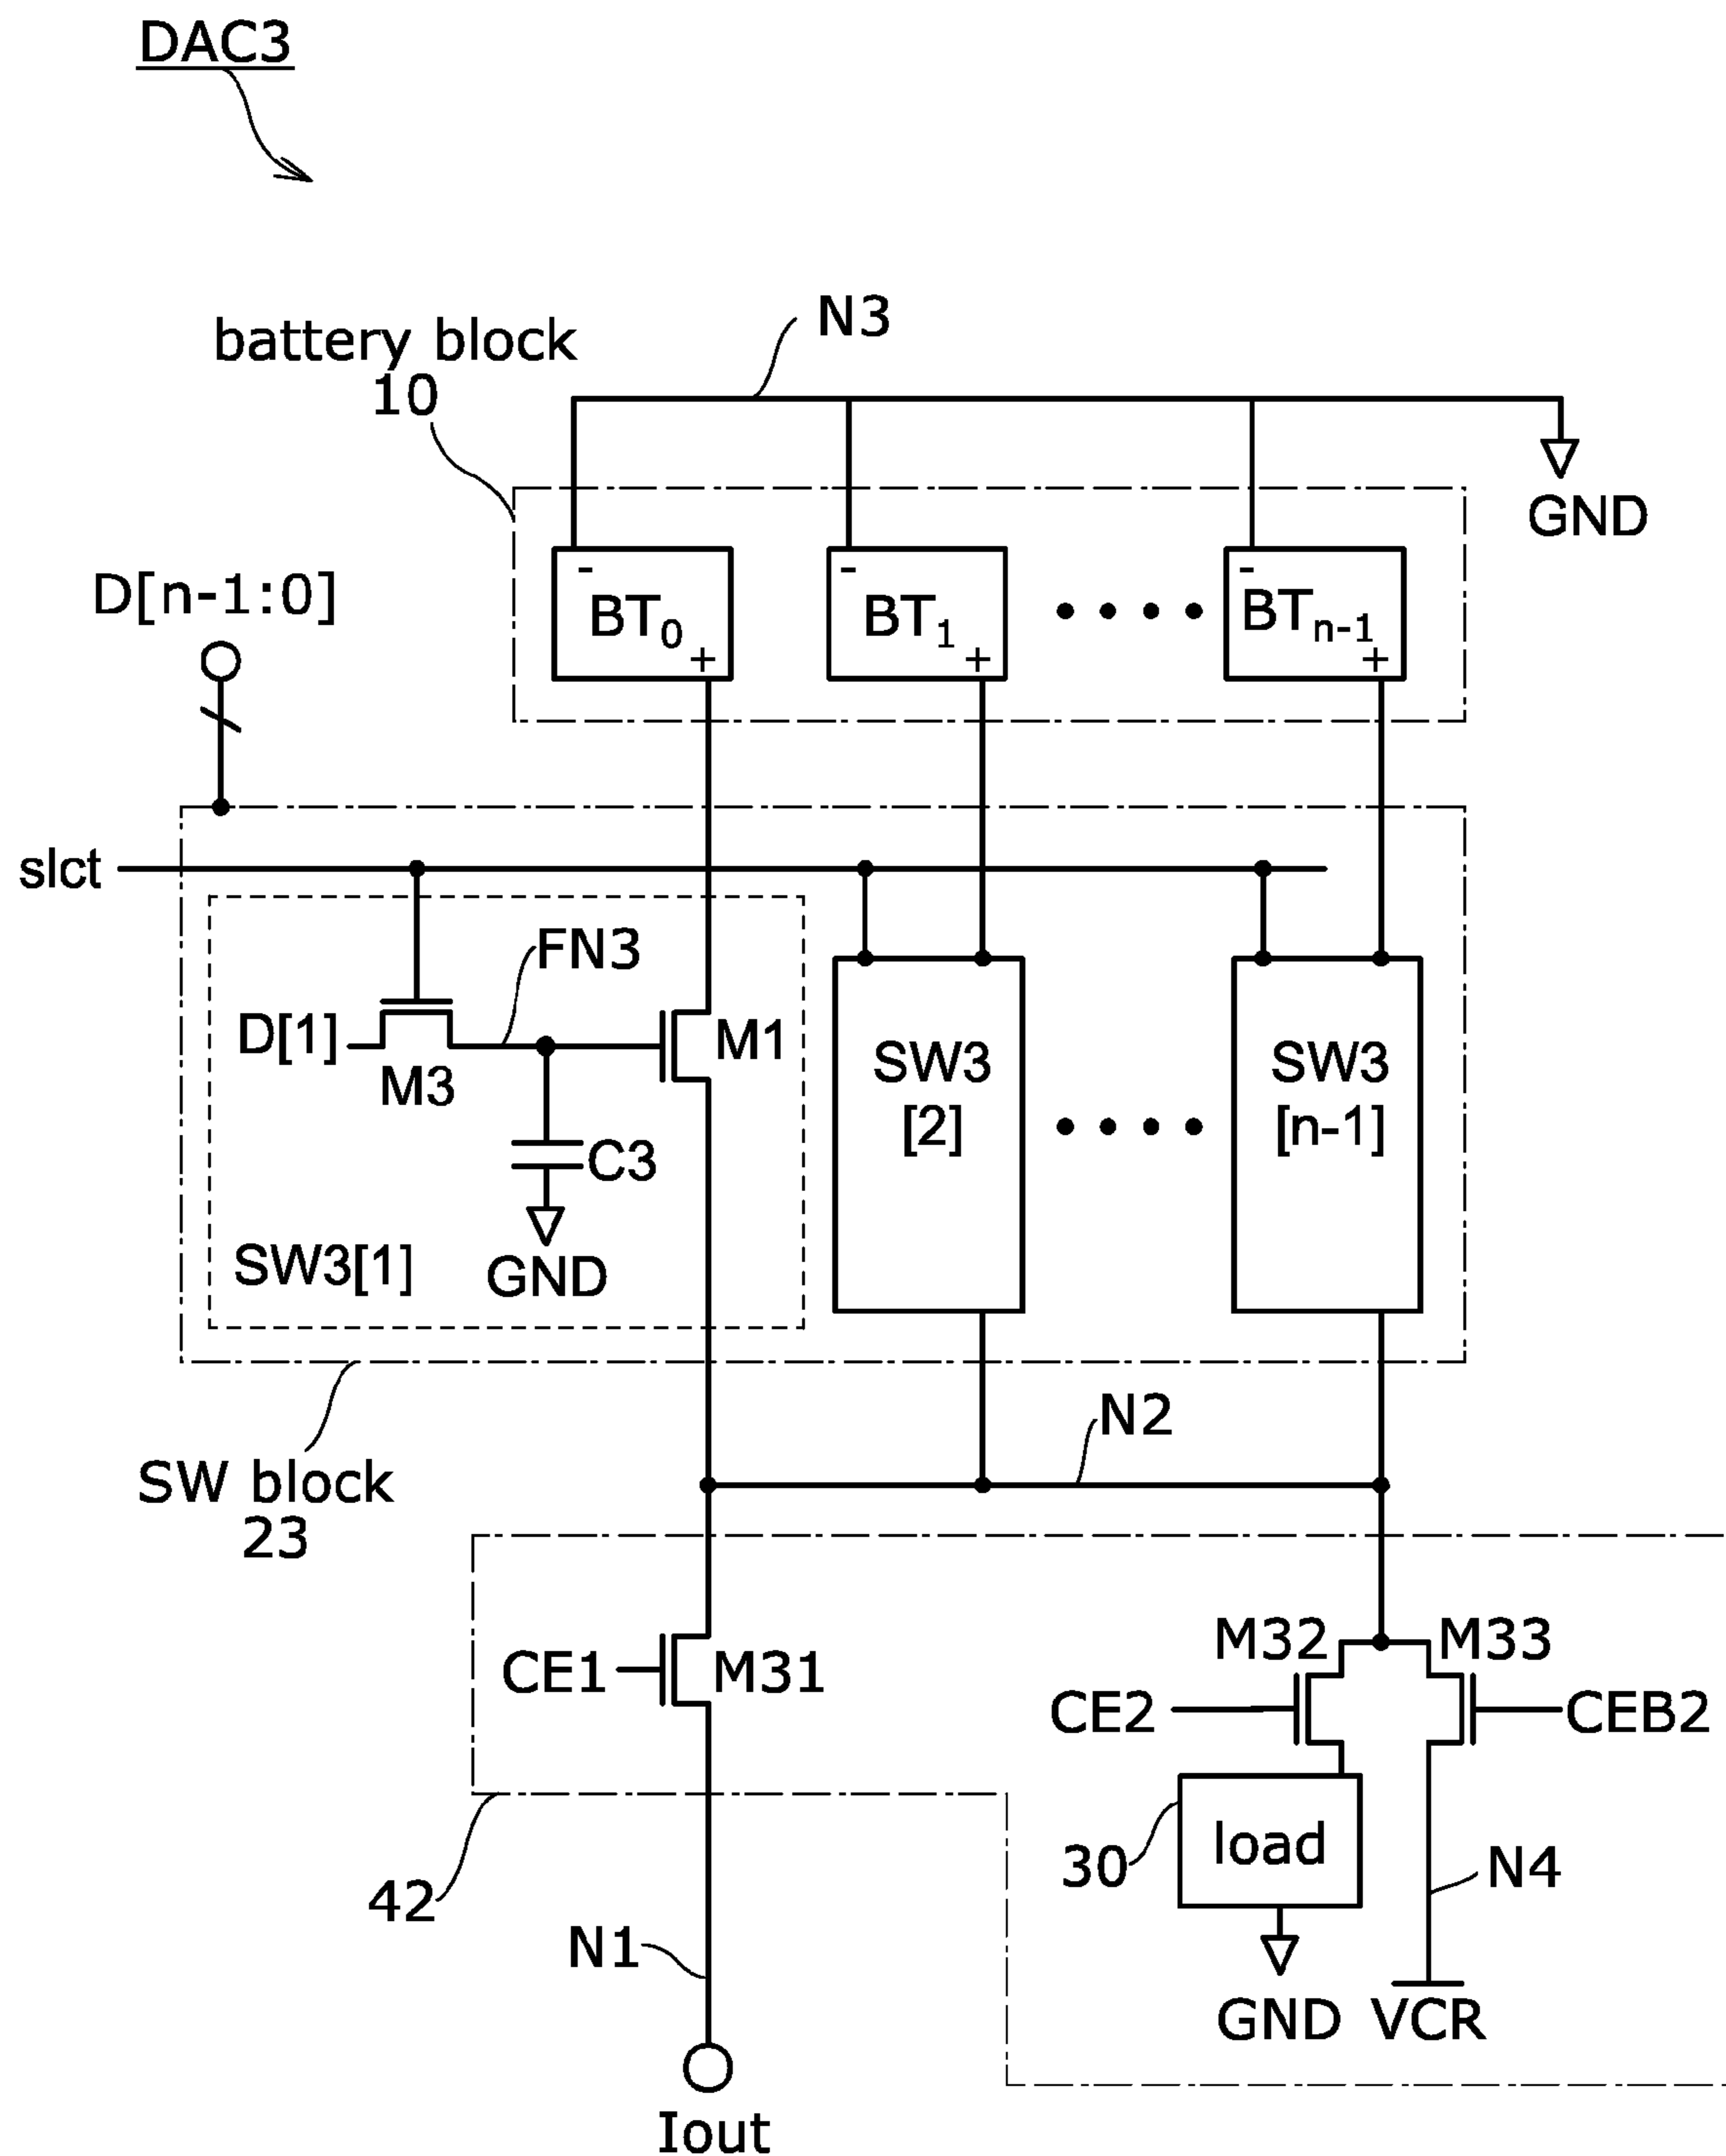 DAC3
N3
battery block
10
GND
D[n-1:0]
-
BT0
+
-
BT1
+
-
BTn-1
+
slct
FN3
D[1]
M3
M1
C3
GND
SW3[1]
SW3
[2]
SW3
[n-1]
N2
SW block
23
CE1
M31
M32
M33
CE2
CEB2
load
30
N4
42
N1
GND
VCR
Iout